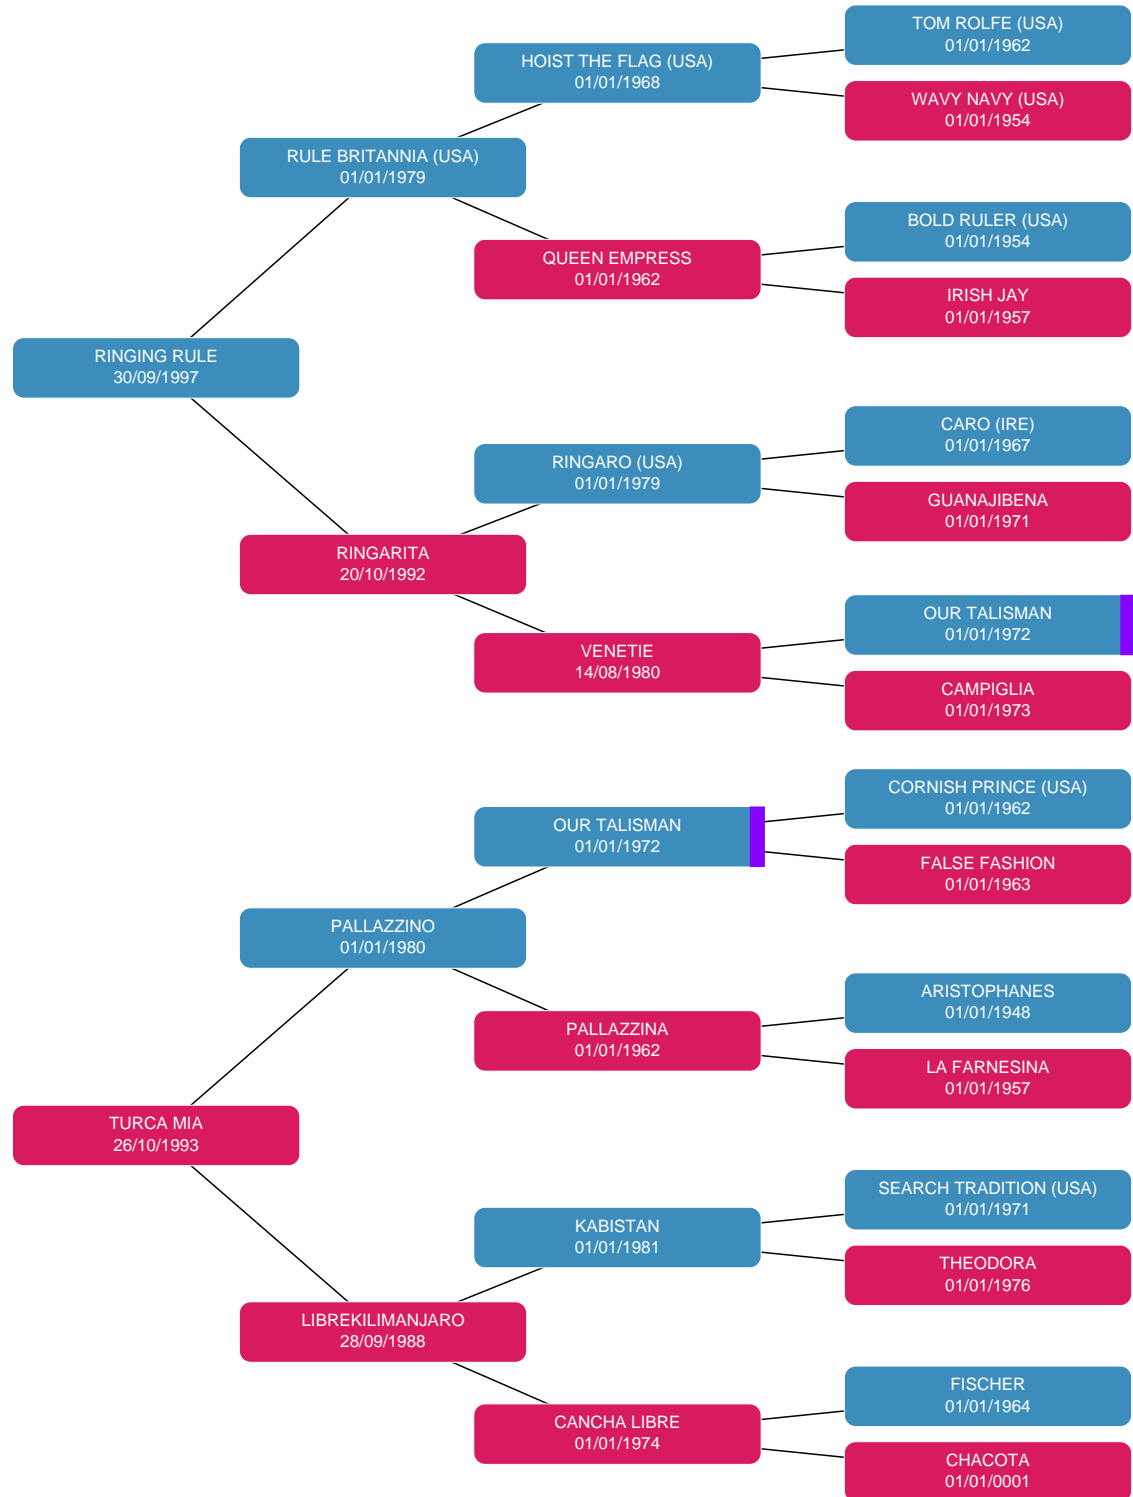 TOM ROLFE (USA)
01/01/1962
HOIST THE FLAG (USA)
01/01/1968
WAVY NAVY (USA)
01/01/1954
RULE BRITANNIA (USA)
01/01/1979
BOLD RULER (USA)
01/01/1954
QUEEN EMPRESS
01/01/1962
IRISH JAY
01/01/1957
RINGING RULE
30/09/1997
CARO (IRE)
01/01/1967
RINGARO (USA)
01/01/1979
GUANAJIBENA
01/01/1971
RINGARITA
20/10/1992
OUR TALISMAN
01/01/1972
VENETIE
14/08/1980
CAMPIGLIA
01/01/1973
CORNISH PRINCE (USA)
01/01/1962
OUR TALISMAN
01/01/1972
FALSE FASHION
01/01/1963
PALLAZZINO
01/01/1980
ARISTOPHANES
01/01/1948
PALLAZZINA
01/01/1962
LA FARNESINA
01/01/1957
TURCA MIA
26/10/1993
SEARCH TRADITION (USA)
01/01/1971
KABISTAN
01/01/1981
THEODORA
01/01/1976
LIBREKILIMANJARO
28/09/1988
FISCHER
01/01/1964
CANCHA LIBRE
01/01/1974
CHACOTA
01/01/0001